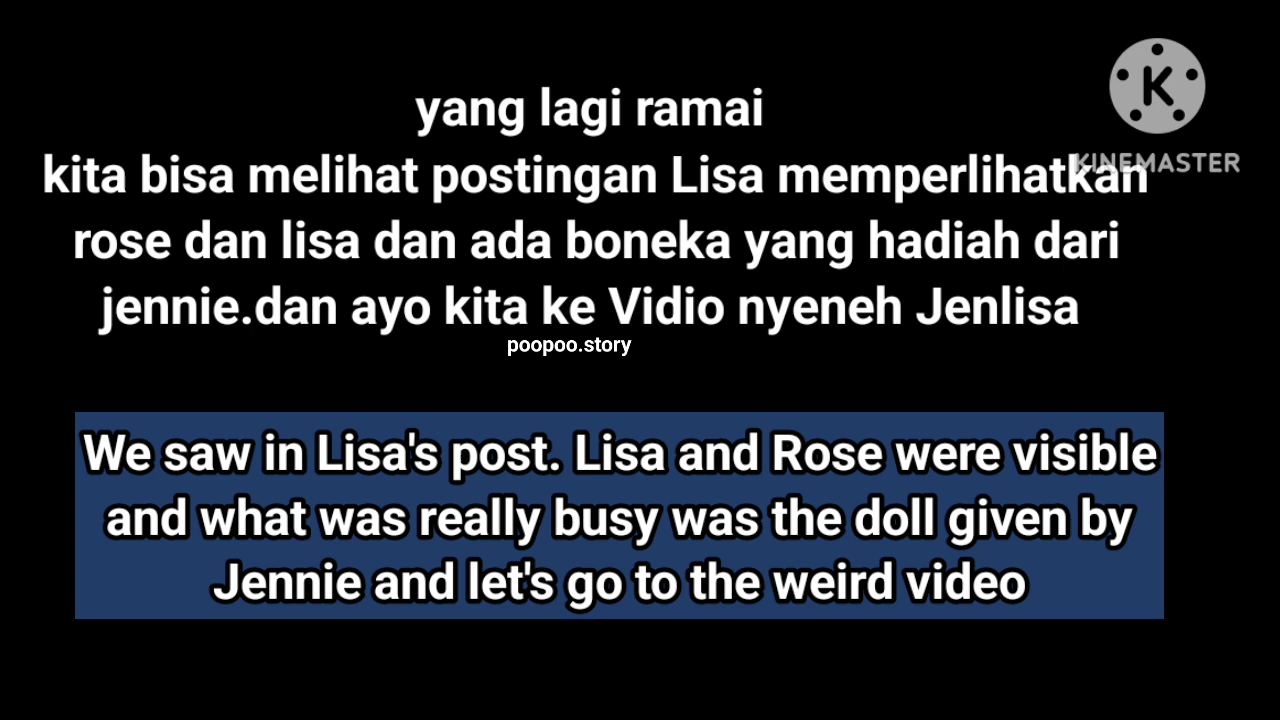 yang lagi ramai
kita bisa melihat postingan Lisa memperlihatkan
rose dan lisa dan ada boneka yang hadiah dari
jennie.dan ayo kita ke Vidio nyeneh Jenlisa
poopoo.story
We saw in Lisa's post. Lisa and Rose were visible
and what was really busy was the doll given by
Jennie and let's go to the weird video
K
KINEMASTER